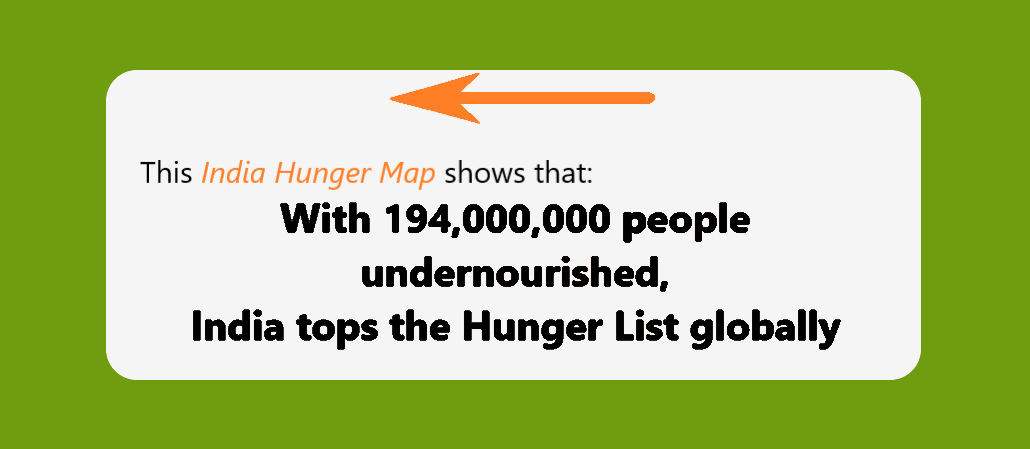 This India Hunger Map shows that:
With 194,000,000 people
undernourished,
India tops the Hunger List globally